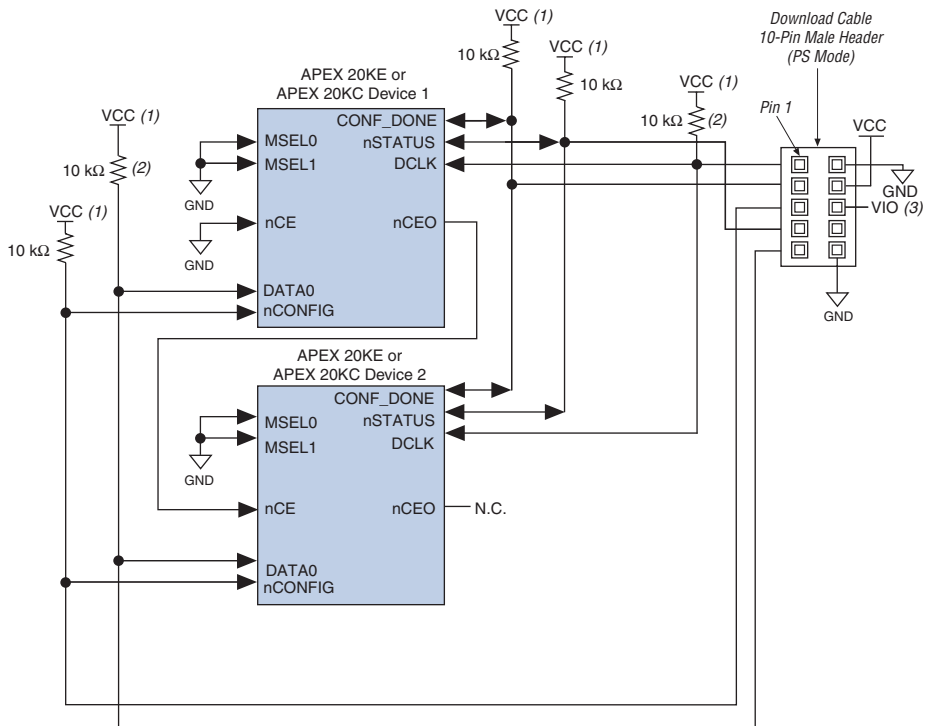 VCC (1)
10 kΩ
VCC (1)
10 kΩ
Download Cable
10-Pin Male Header
(PS Mode)
VCC (1)
10 kΩ (2)
Pin 1
VCC
GND
VIO (3)
GND
VCC (1)
10 kΩ (2)
VCC (1)
10 kΩ
APEX 20KE or
APEX 20KC Device 1
CONF_DONE
MSEL0
nSTATUS
MSEL1
DCLK
GND
nCE
nCEO
GND
DATA0
nCONFIG
APEX 20KE or
APEX 20KC Device 2
CONF_DONE
MSEL0
nSTATUS
MSEL1
DCLK
GND
nCE
nCEO
N.C.
DATA0
nCONFIG